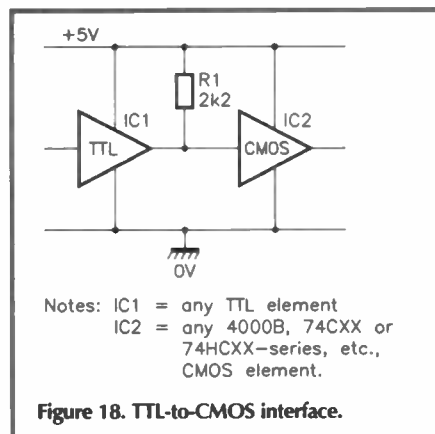 +5V
R1
2k2
IC1
IC2
TTL
CMOS
0V
Notes: IC1 = any TTL element
IC2 = any 4000B, 74CXX or
74HCXX-series, etc.,
CMOS element.
Figure 18. TTL-to-CMOS interface.